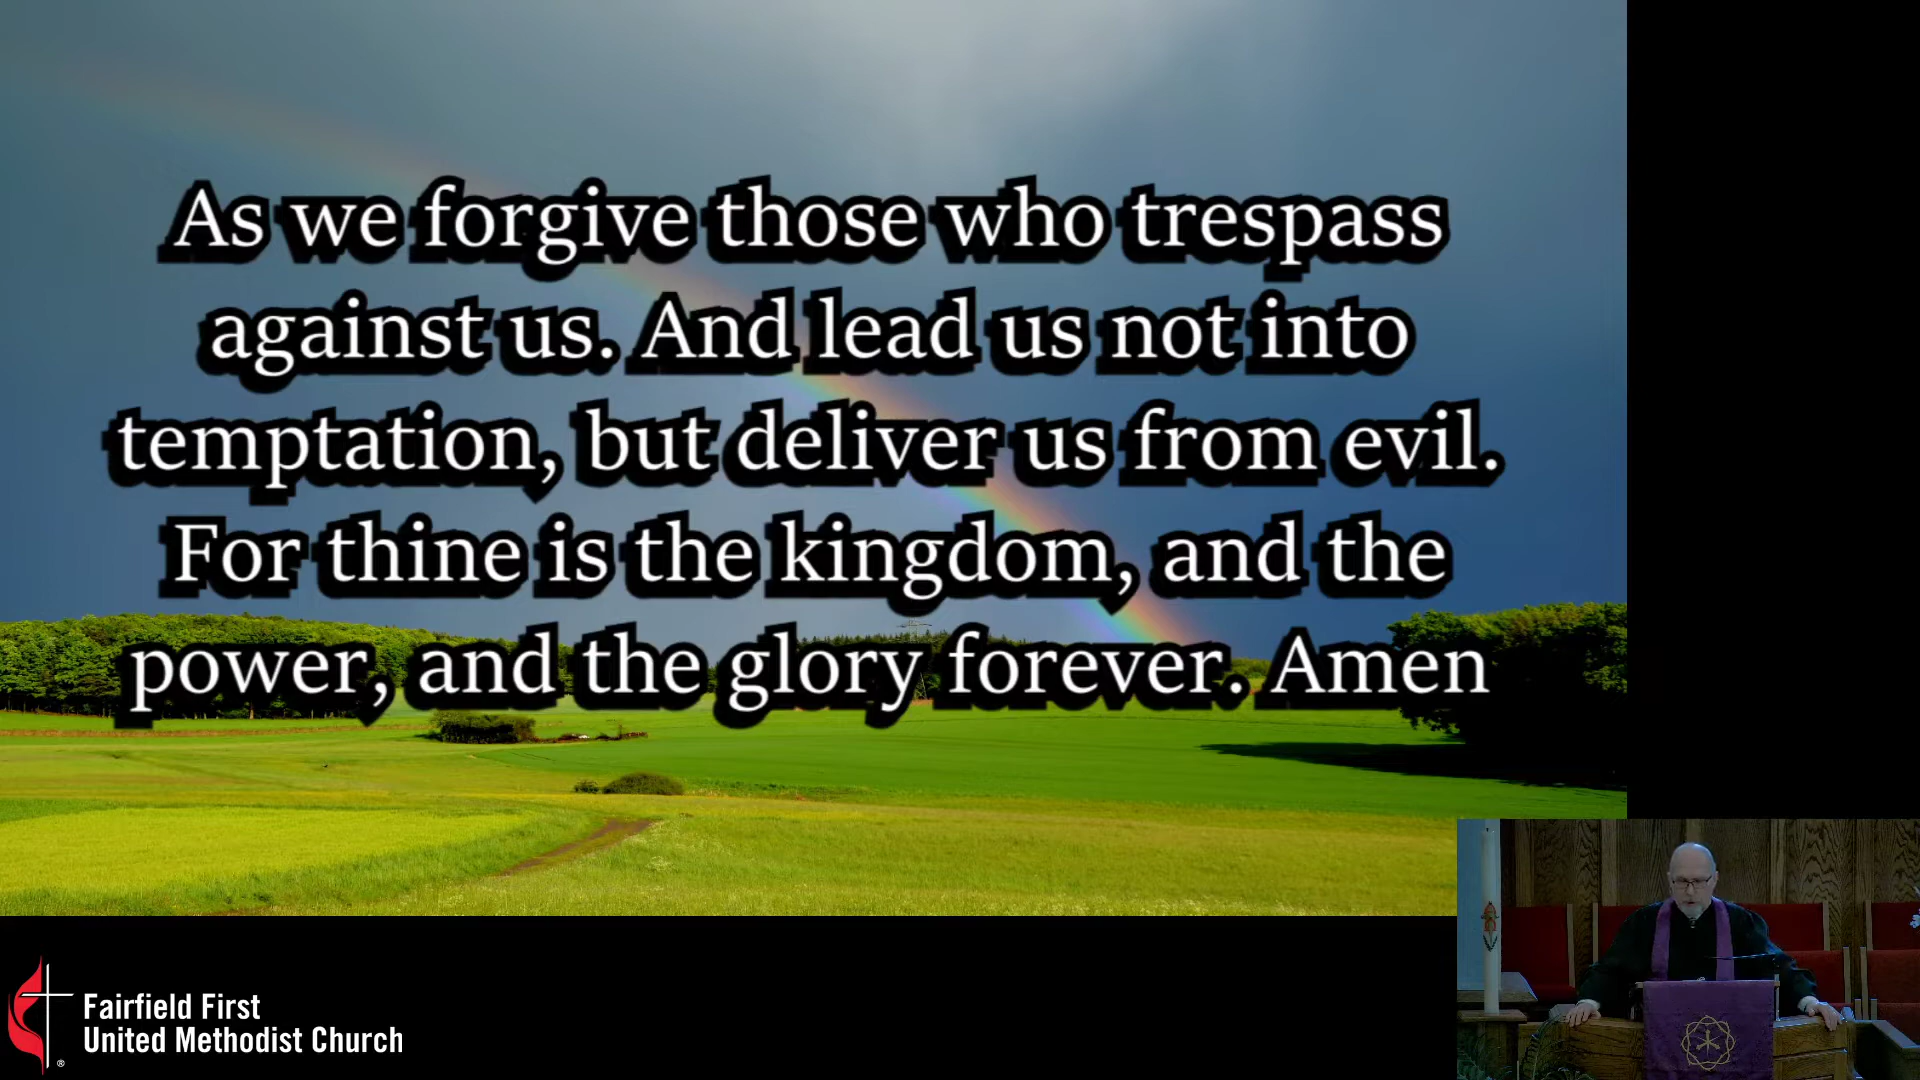 As we forgive those who trespass
against us. And lead us not into
temptation, but deliver us from evil.
For thine is the kingdom, and the
power, and the glory forever. Amen
Fairfield First
United Methodist Church
®